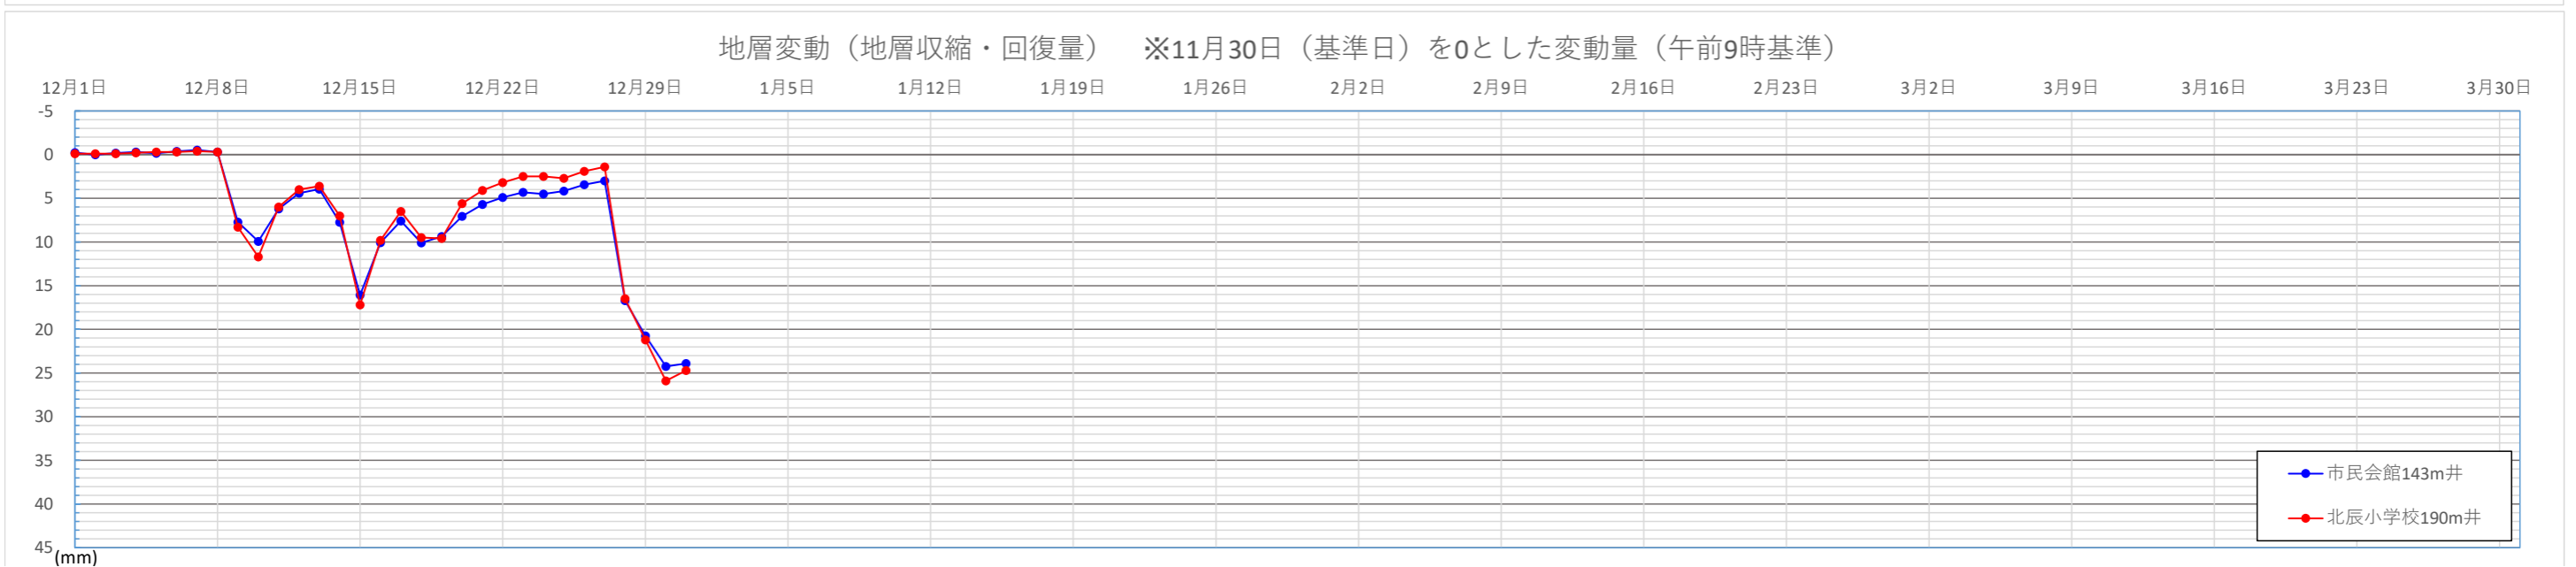 地層変動（地層収縮・回復量）　※11月30日（基準日）を0とした変動量（午前9時基準）
12月1日 12月8日 12月15日 12月22日 12月29日 1月5日 1月12日 1月19日 1月26日 2月2日 2月9日 2月16日 2月23日 3月2日 3月9日 3月16日 3月23日 3月30日
-5
0
5
10
15
20
25
30
35
40
45
(mm)
市民会館143m井
北辰小学校190m井